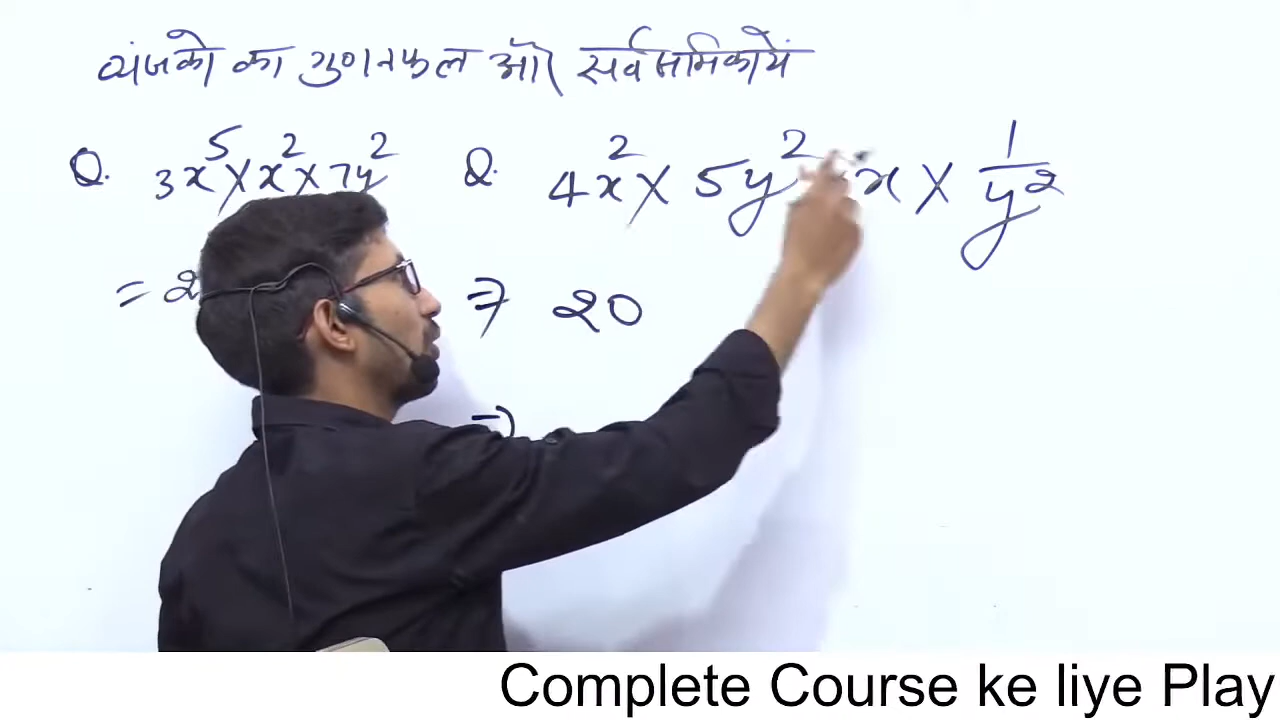 व्यंजको का गुणनफल और सर्वसमिकायें
Q. 3x⁵ × x² × 7y² Q. 4x² × 5y² x × 1/y²
= 2 ⇒ 20
⇒
Complete Course ke liye Play